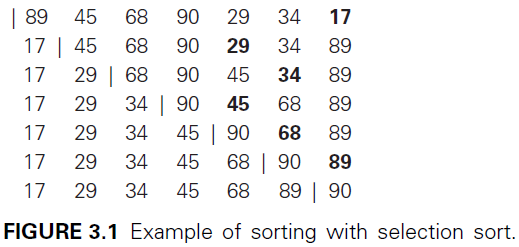 | 89 45 68 90 29 34 17
17 | 45 68 90 29 34 89
17 29 | 68 90 45 34 89
17 29 34 | 90 45 68 89
17 29 34 45 | 90 68 89
17 29 34 45 68 | 90 89
17 29 34 45 68 89 | 90
FIGURE 3.1 Example of sorting with selection sort.